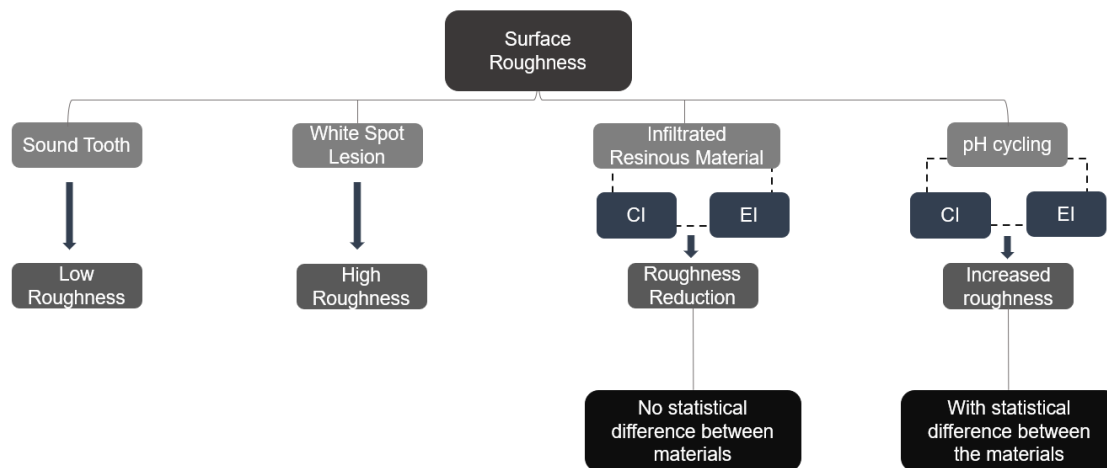 Surface
Roughness
Sound Tooth
White Spot
Lesion
Infiltrated
Resinous Material
pH cycling
CI
EI
CI
EI
Low
Roughness
High
Roughness
Roughness
Reduction
Increased
roughness
No statistical
difference between
materials
With statistical
difference between
the materials